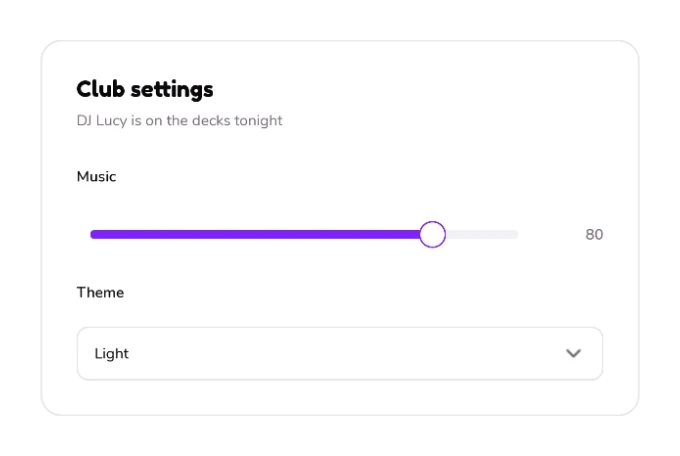 Club settings
DJ Lucy is on the decks tonight
Music
80
Theme
Light